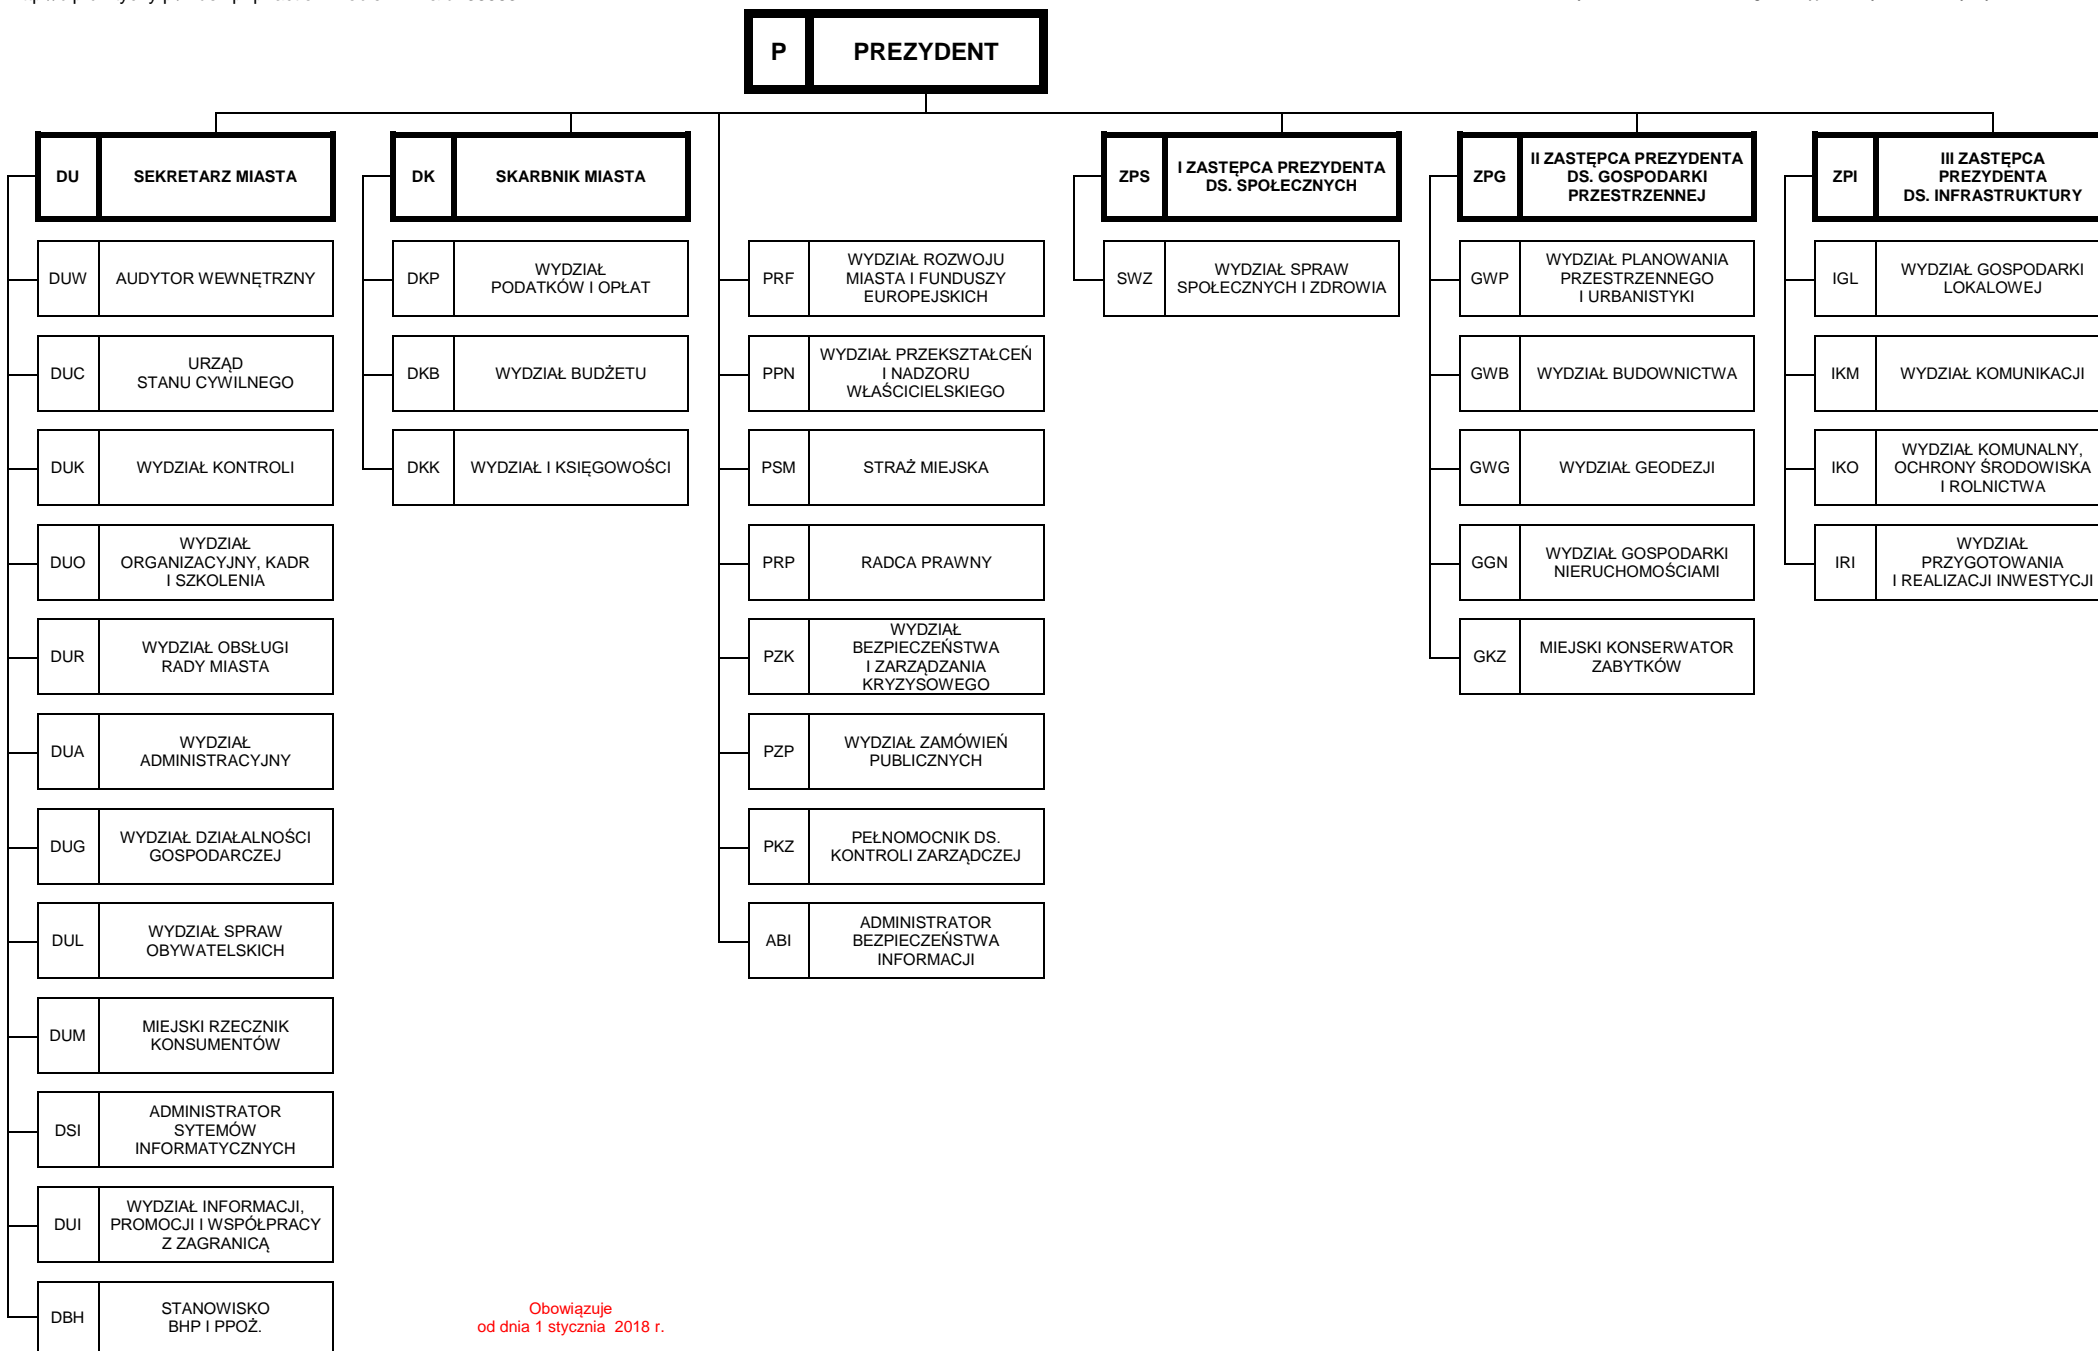 P PREZYDENT
DU SEKRETARZ MIASTA
DUW AUDYTOR WEWNĘTRZNY
DUC URZĄD
STANU CYWILNEGO
DUK WYDZIAŁ KONTROLI
DUO WYDZIAŁ
ORGANIZACYJNY, KADR
I SZKOLENIA
DUR WYDZIAŁ OBSŁUGI
RADY MIASTA
DUA WYDZIAŁ
ADMINISTRACYJNY
DUG WYDZIAŁ DZIAŁALNOŚCI
GOSPODARCZEJ
DUL WYDZIAŁ SPRAW
OBYWATELSKICH
DUM MIEJSKI RZECZNIK
KONSUMENTÓW
DSI ADMINISTRATOR
SYTEMÓW
INFORMATYCZNYCH
DUI WYDZIAŁ INFORMACJI,
PROMOCJI I WSPÓŁPRACY
Z ZAGRANICĄ
DBH STANOWISKO
BHP I PPOŻ.
DK SKARBNIK MIASTA
DKP WYDZIAŁ
PODATKÓW I OPŁAT
DKB WYDZIAŁ BUDŻETU
DKK WYDZIAŁ I KSIĘGOWOŚCI
PRF WYDZIAŁ ROZWOJU
MIASTA I FUNDUSZY
EUROPEJSKICH
PPN WYDZIAŁ PRZEKSZTAŁCEŃ
I NADZORU
WŁAŚCICIELSKIEGO
PSM STRAŻ MIEJSKA
PRP RADCA PRAWNY
PZK WYDZIAŁ
BEZPIECZEŃSTWA
I ZARZĄDZANIA
KRYZYSOWEGO
PZP WYDZIAŁ ZAMÓWIEŃ
PUBLICZNYCH
PKZ PEŁNOMOCNIK DS.
KONTROLI ZARZĄDCZEJ
ABI ADMINISTRATOR
BEZPIECZEŃSTWA
INFORMACJI
ZPS I ZASTĘPCA PREZYDENTA
DS. SPOŁECZNYCH
SWZ WYDZIAŁ SPRAW
SPOŁECZNYCH I ZDROWIA
ZPG II ZASTĘPCA PREZYDENTA
DS. GOSPODARKI
PRZESTRZENNEJ
GWP WYDZIAŁ PLANOWANIA
PRZESTRZENNEGO
I URBANISTYKI
GWB WYDZIAŁ BUDOWNICTWA
GWG WYDZIAŁ GEODEZJI
GGN WYDZIAŁ GOSPODARKI
NIERUCHOMOŚCIAMI
GKZ MIEJSKI KONSERWATOR
ZABYTKÓW
ZPI III ZASTĘPCA
PREZYDENTA
DS. INFRASTRUKTURY
IGL WYDZIAŁ GOSPODARKI
LOKALOWEJ
IKM WYDZIAŁ KOMUNIKACJI
IKO WYDZIAŁ KOMUNALNY,
OCHRONY ŚRODOWISKA
I ROLNICTWA
IRI WYDZIAŁ
PRZYGOTOWANIA
I REALIZACJI INWESTYCJI
Obowiązuje
od dnia 1 stycznia 2018 r.